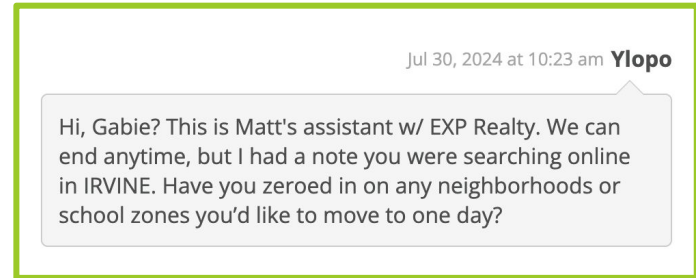 Jul 30, 2024 at 10:23 am Ylopo
Hi, Gabie? This is Matt's assistant w/ EXP Realty. We can
end anytime, but I had a note you were searching online
in IRVINE. Have you zeroed in on any neighborhoods or
school zones you’d like to move to one day?